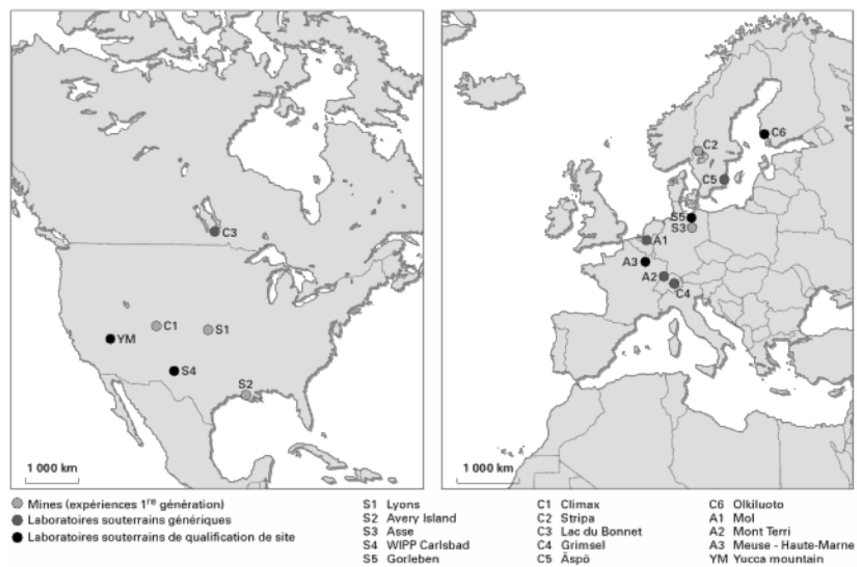 C3
C1
S1
YM
S4
S2
1 000 km
C6
C2
C5
S5
S3
A1
A3
A2
C4
1 000 km
Mines (expériences 1re génération)
Laboratoires souterrains génériques
Laboratoires souterrains de qualification de site
S1 Lyons
S2 Avery Island
S3 Asse
S4 WIPP Carlsbad
S5 Gorleben
C1 Climax
C2 Stripa
C3 Lac du Bonnet
C4 Grimsel
C5 Äspö
C6 Olkiluoto
A1 Mol
A2 Mont Terri
A3 Meuse - Haute-Marne
YM Yucca mountain